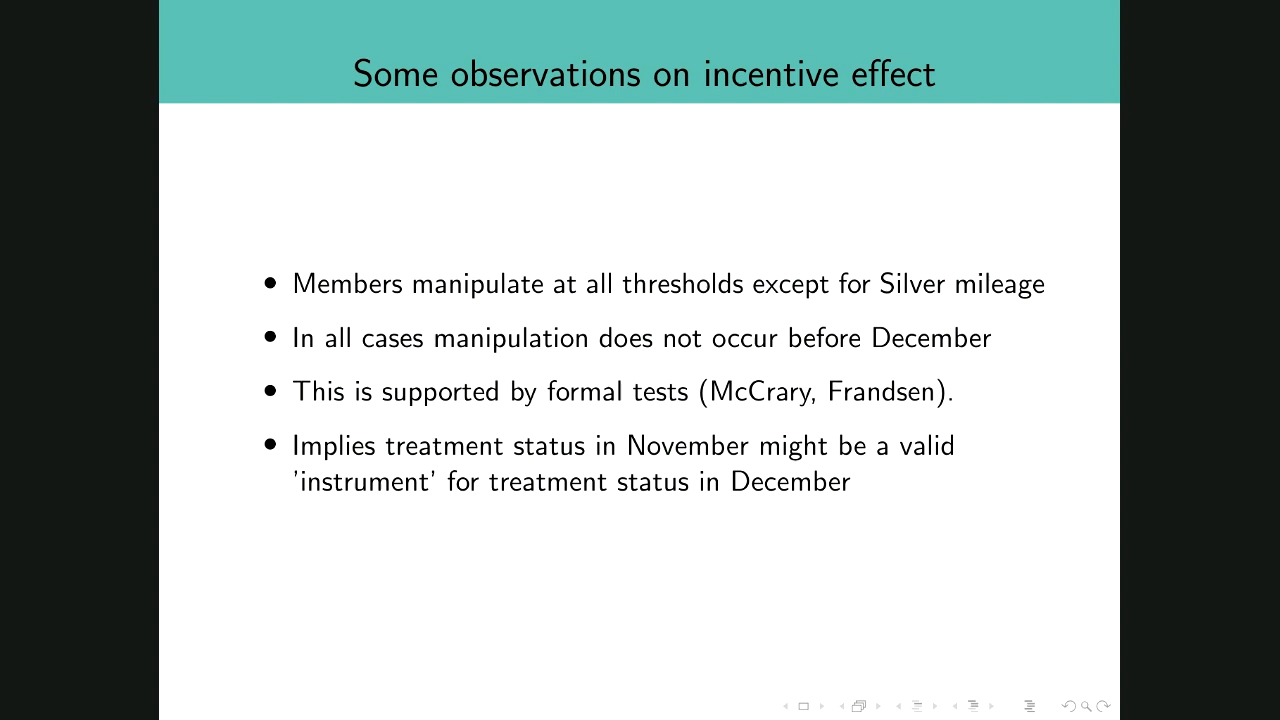 Some observations on incentive effect
• Members manipulate at all thresholds except for Silver mileage
• In all cases manipulation does not occur before December
• This is supported by formal tests (McCrary, Frandsen).
• Implies treatment status in November might be a valid
'instrument' for treatment status in December